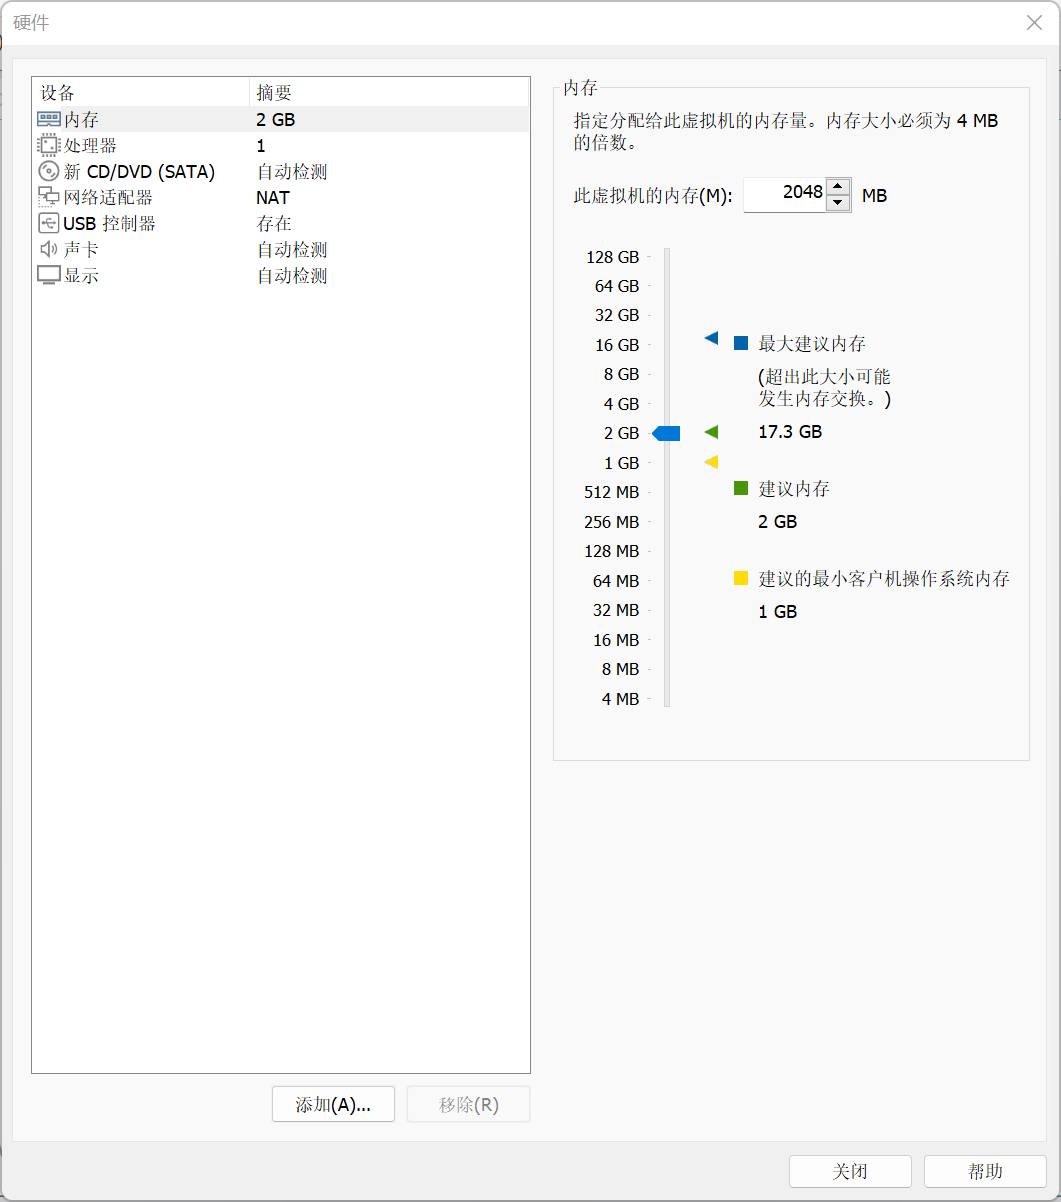 硬件
设备 摘要
内存 2 GB
处理器 1
新 CD/DVD (SATA) 自动检测
网络适配器 NAT
USB 控制器 存在
声卡 自动检测
显示 自动检测
添加(A)... 移除(R)
内存
指定分配给此虚拟机的内存量。内存大小必须为 4 MB
的倍数。
此虚拟机的内存(M): 2048 MB
128 GB
64 GB
32 GB
16 GB
8 GB
4 GB
2 GB
1 GB
512 MB
256 MB
128 MB
64 MB
32 MB
16 MB
8 MB
4 MB
最大建议内存
(超出此大小可能
发生内存交换。)
17.3 GB
建议内存
2 GB
建议的最小客户机操作系统内存
1 GB
关闭 帮助